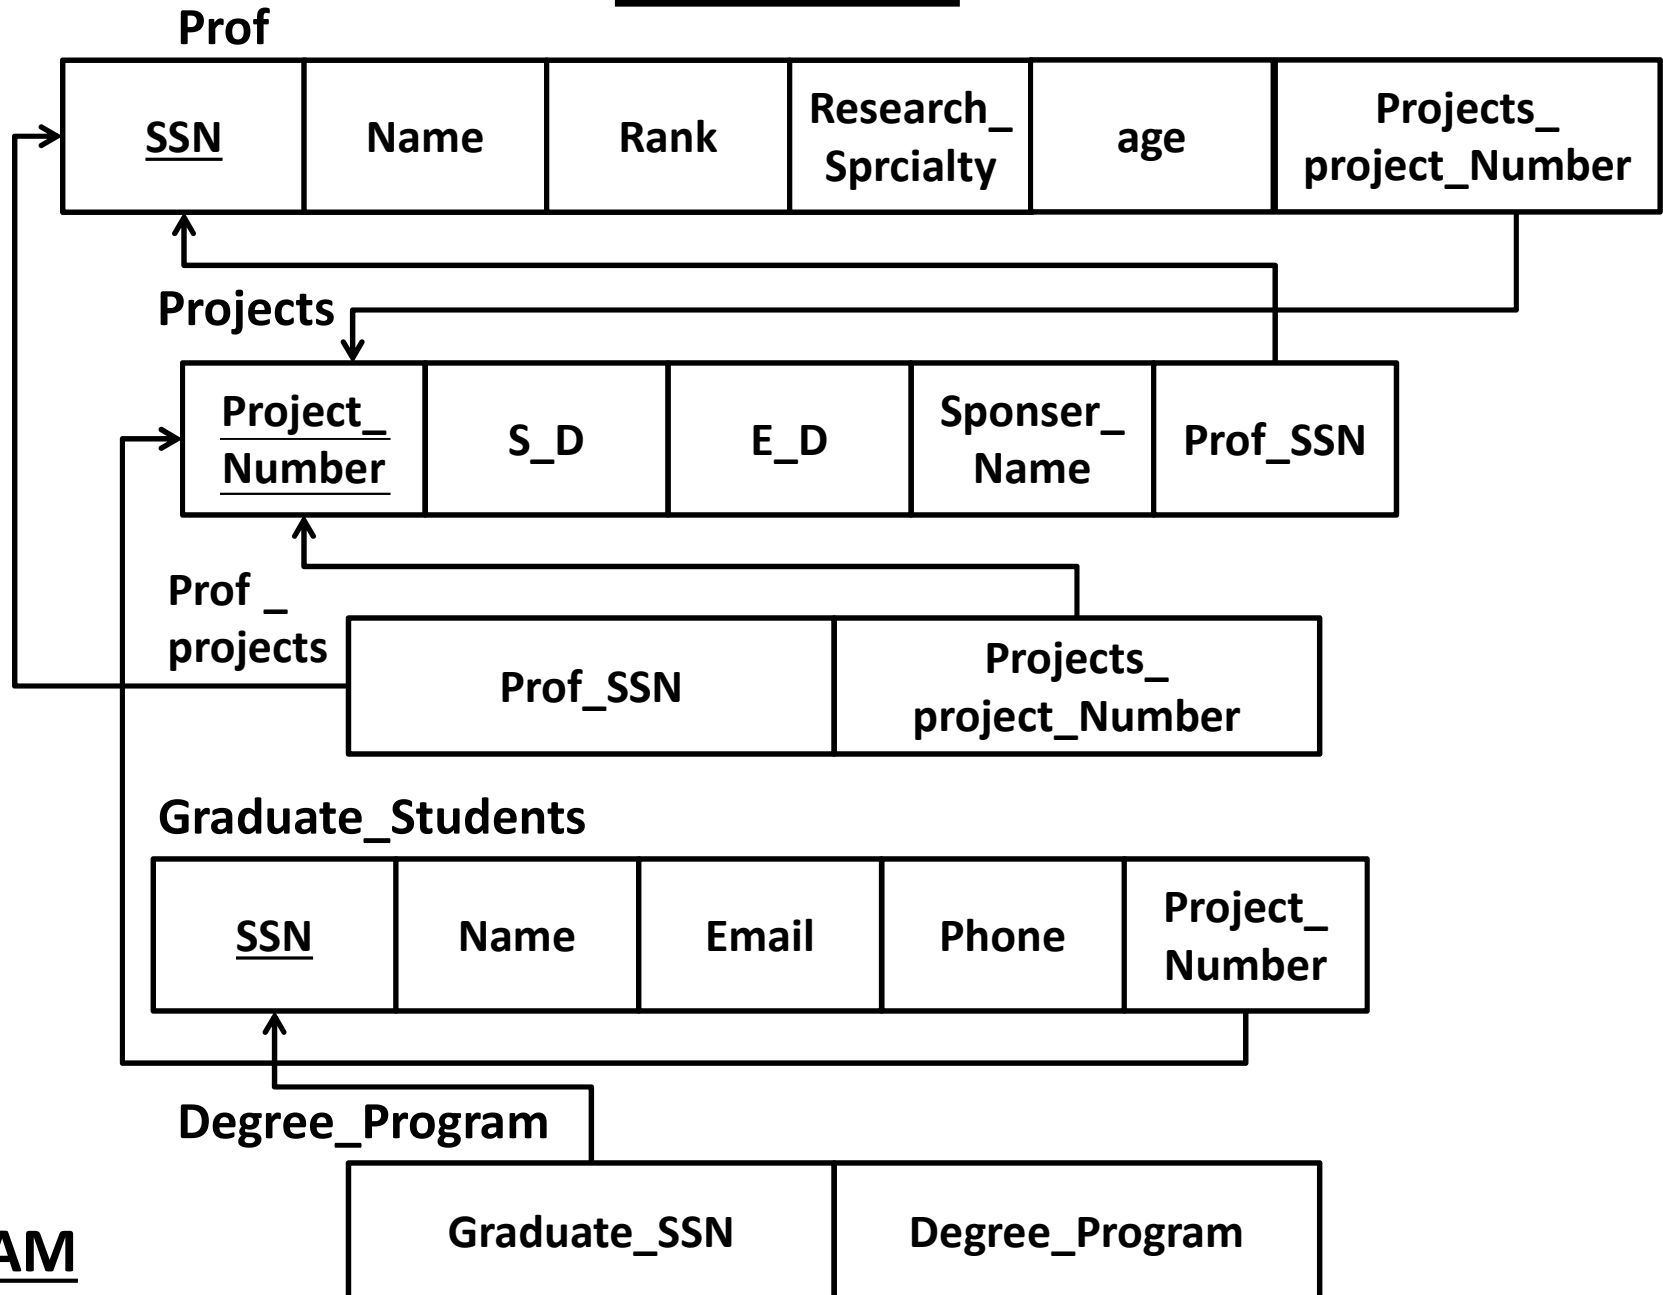 Prof
SSN
Name
Rank
Research_
Sprcialty
age
Projects_
project_Number
Projects
Project_
Number
S_D
E_D
Sponser_
Name
Prof_SSN
Prof _
projects
Prof_SSN
Projects_
project_Number
Graduate_Students
SSN
Name
Email
Phone
Project_
Number
Degree_Program
Graduate_SSN
Degree_Program
AM